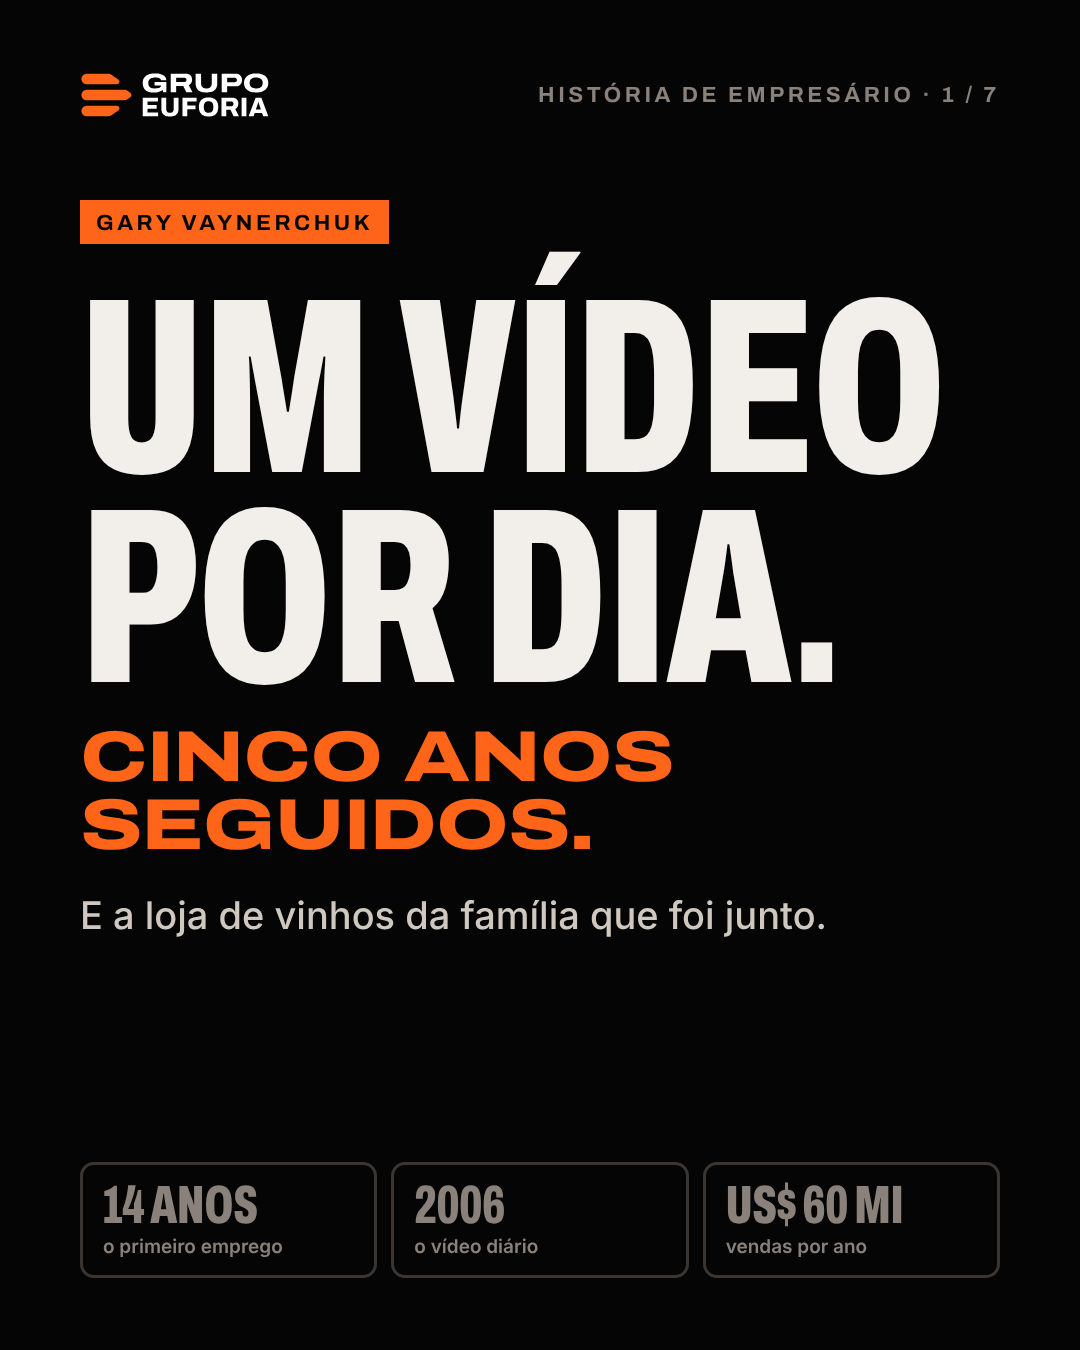 GRUPO
EUFORIA
HISTÓRIA DE EMPRESÁRIO · 1 / 7
GARY VAYNERCHUK
UM VÍDEO
POR DIA.
CINCO ANOS
SEGUIDOS.
E a loja de vinhos da família que foi junto.
14 ANOS
o primeiro emprego
2006
o vídeo diário
US$ 60 MI
vendas por ano